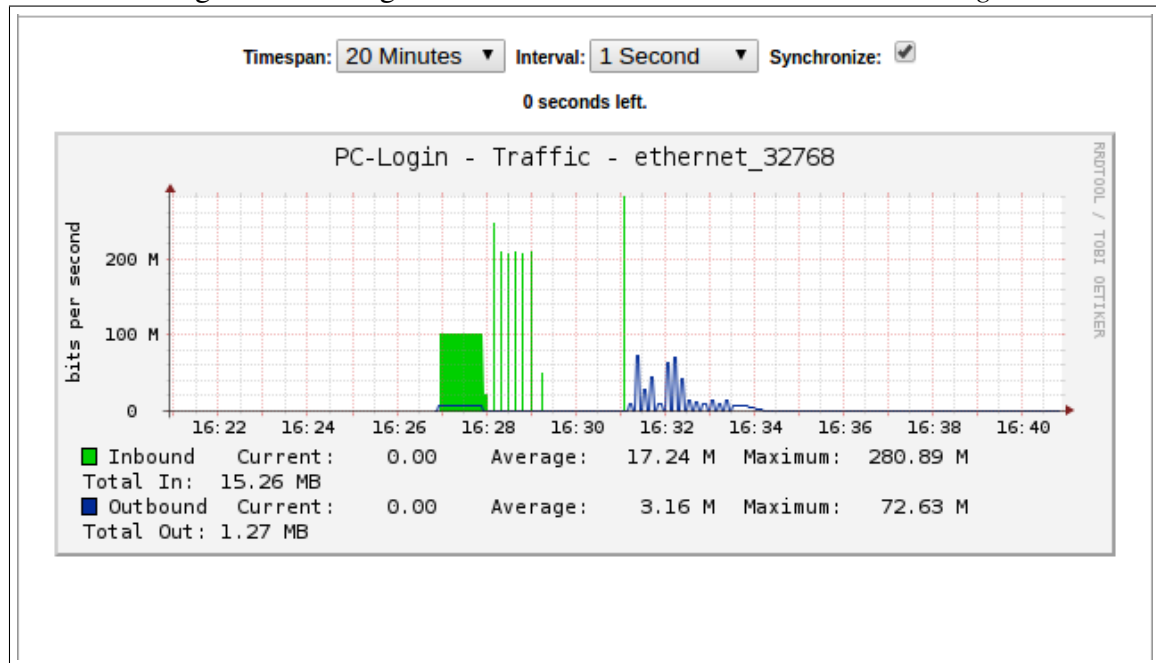 Timespan: 20 Minutes ▼ Interval: 1 Second ▼ Synchronize: ✔
0 seconds left.
PC-Login - Traffic - ethernet_32768
RRDTOOL / TOBI OETIKER
bits per second
200 M
100 M
0
16:22 16:24 16:26 16:28 16:30 16:32 16:34 16:36 16:38 16:40
Inbound Current: 0.00 Average: 17.24 M Maximum: 280.89 M
Total In: 15.26 MB
Outbound Current: 0.00 Average: 3.16 M Maximum: 72.63 M
Total Out: 1.27 MB